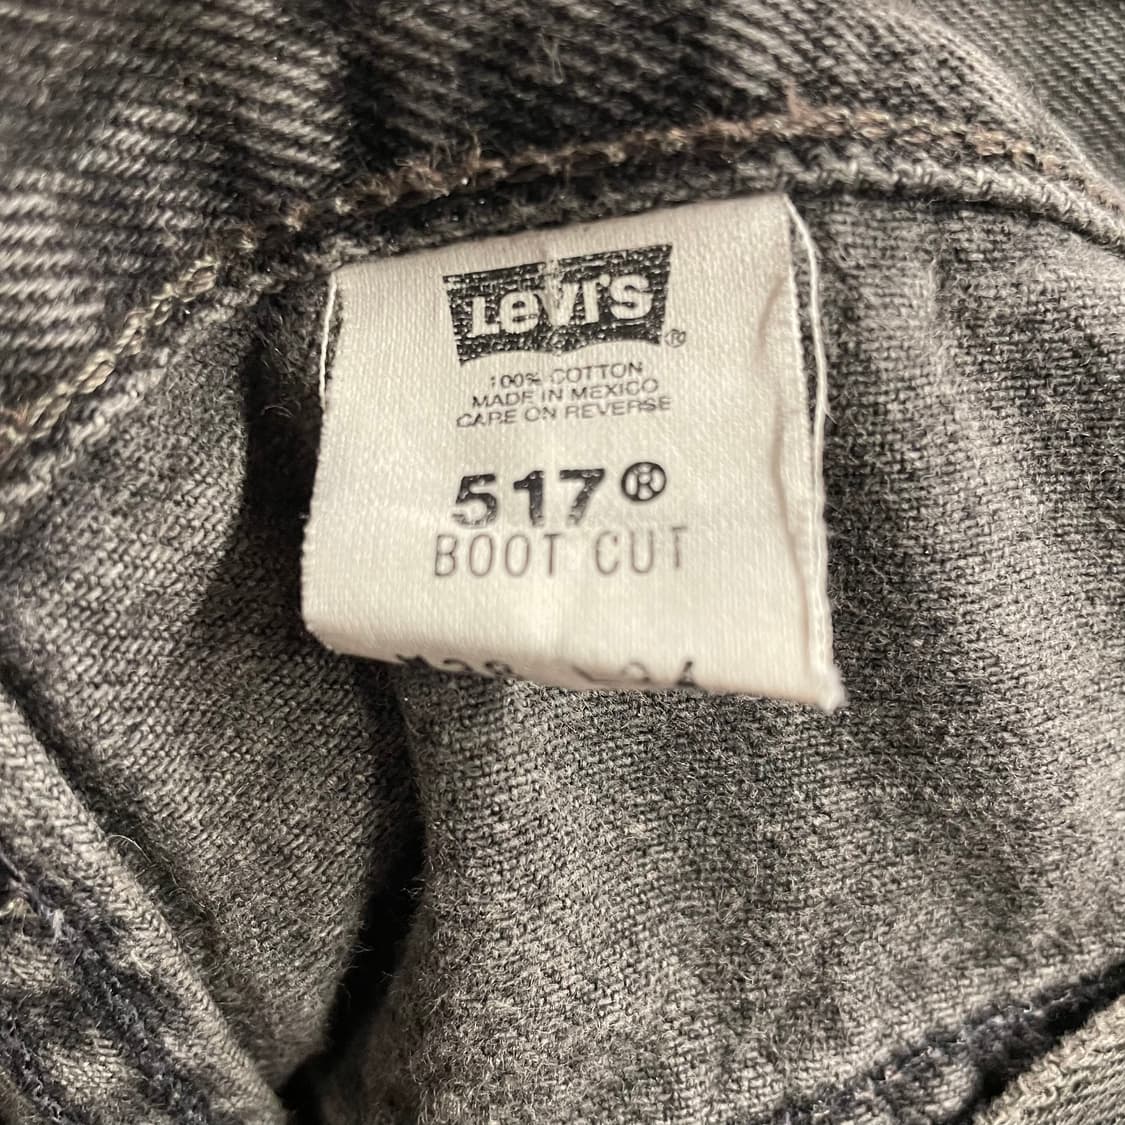 Levi's®
100% COTTON
MADE IN MEXICO
CARE ON REVERSE
517®
BOOT CUT